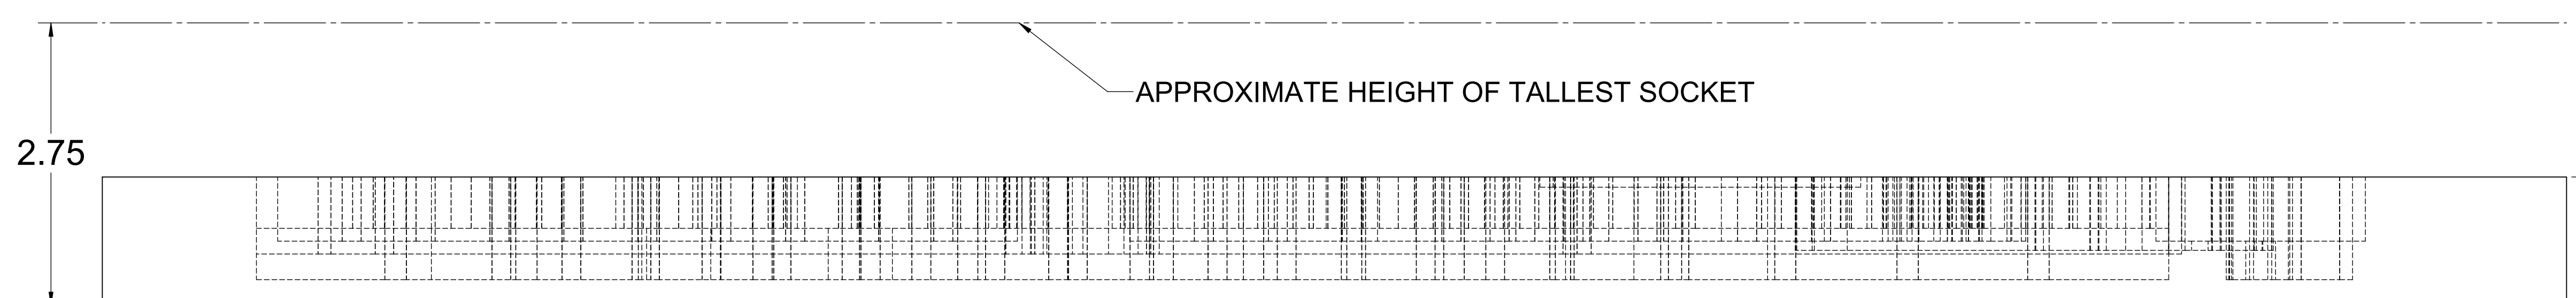 APPROXIMATE HEIGHT OF TALLEST SOCKET
2.75